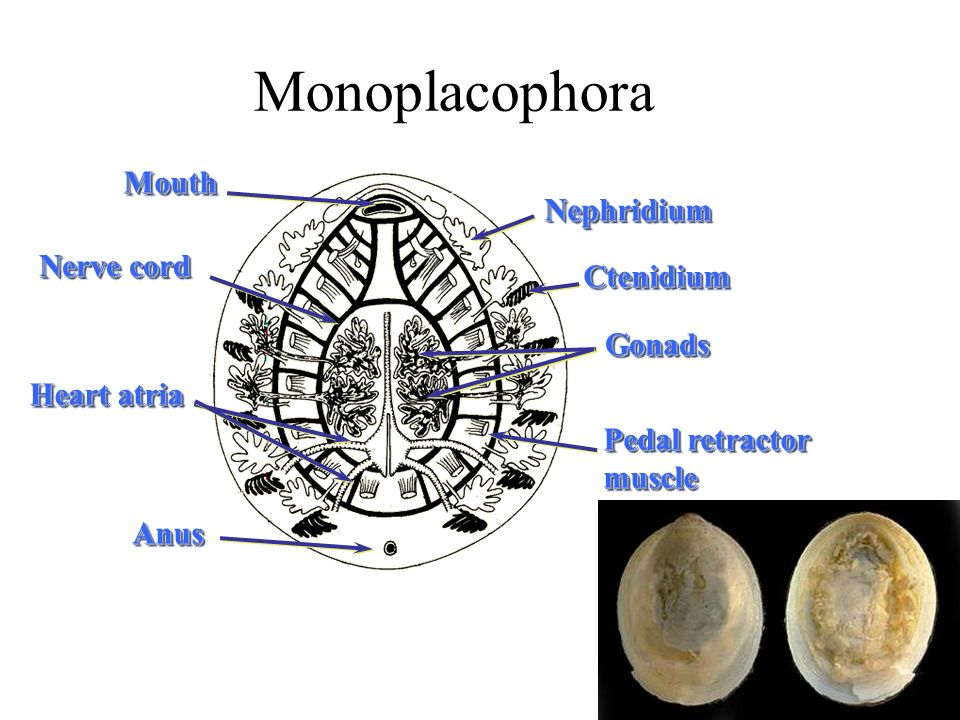 Monoplacophora
Mouth
Nephridium
Nerve cord
Ctenidium
Gonads
Heart atria
Pedal retractor
muscle
Anus